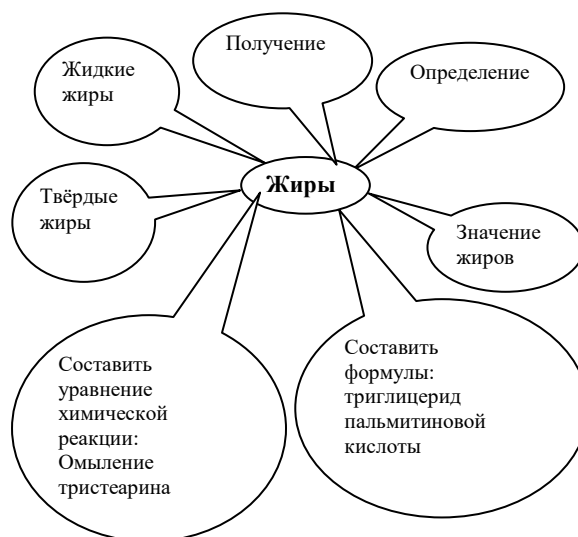 Получение
Жидкие
жиры
Определение
Жиры
Твёрдые
жиры
Значение
жиров
Составить
уравнение
химической
реакции:
Омыление
тристеарина
Составить
формулы:
триглицерид
пальмитиновой
кислоты